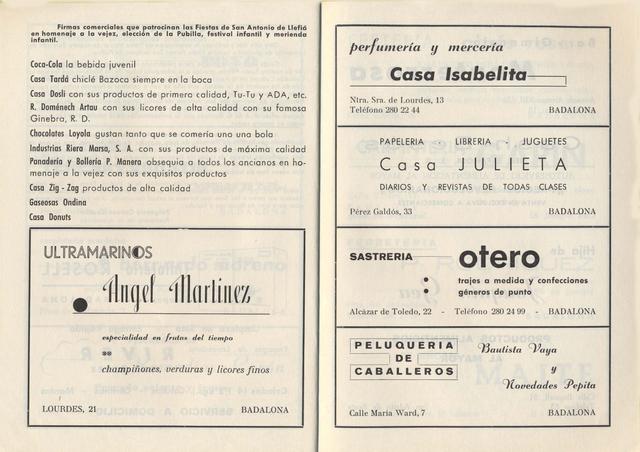 Firmas comerciales que patrocinan las Fiestas de San Antonio de Llefiá
en homenaje a la vejez, elección de la Pubilla, festival infantil y merienda
infantil.
Coca-Cola la bebida juvenil
Casa Tardá chiclé Bazoca siempre en la boca
Casa Dosli con sus productos de primera calidad, Tu-Tu y ADA, etc.
R. Doménech Artau con sus licores de alta calidad con su famosa
Ginebra, R. D.
Chocolates Loyola gustan tanto que se comería uno una bola
Industrias Riera Marsa, S. A. con sus productos de máxima calidad
Panadería y Bollería P. Manera obsequia a todos los ancianos en ho-
menaje a la vejez con sus exquisitos productos
Casa Zig - Zag productos de alta calidad
Gaseosas Ondina
Casa Donuts
ULTRAMARINOS
Angel Martinez
especialidad en frutas del tiempo
**
champiñones, verduras y licores finos
LOURDES, 21 BADALONA
perfumería y mercería
Casa Isabelita
Ntra. Sra. de Lourdes, 13
Teléfono 280 22 44 BADALONA
PAPELERIA - LIBRERIA - JUGUETES
Casa JULIETA
DIARIOS Y REVISTAS DE TODAS CLASES
Pérez Galdós, 33 BADALONA
SASTRERIA otero
trajes a medida y confecciones
géneros de punto
Alcázar de Toledo, 22 - Teléfono 280 24 99 - BADALONA
PELUQUERIA
DE
CABALLEROS
Bautista Vaya
y
Novedades Pepita
Calle María Ward, 7 BADALONA